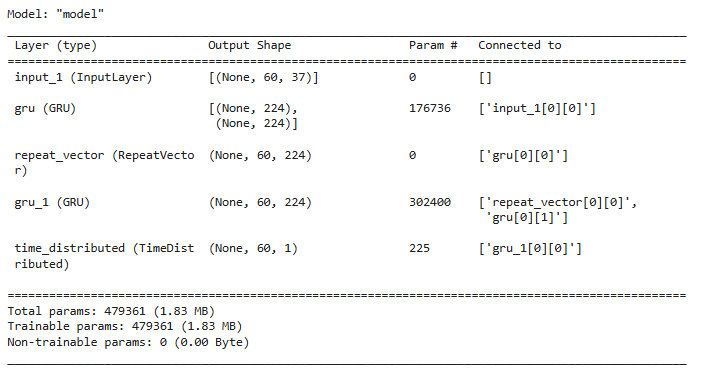 Model: "model"
Layer (type) Output Shape Param # Connected to
input_1 (InputLayer) [(None, 60, 37)] 0 []
gru (GRU) [(None, 224), 176736 ['input_1[0][0]']
(None, 224)]
repeat_vector (RepeatVecto (None, 60, 224) 0 ['gru[0][0]']
r)
gru_1 (GRU) (None, 60, 224) 302400 ['repeat_vector[0][0]',
'gru[0][1]']
time_distributed (TimeDist (None, 60, 1) 225 ['gru_1[0][0]']
ributed)
Total params: 479361 (1.83 MB)
Trainable params: 479361 (1.83 MB)
Non-trainable params: 0 (0.00 Byte)